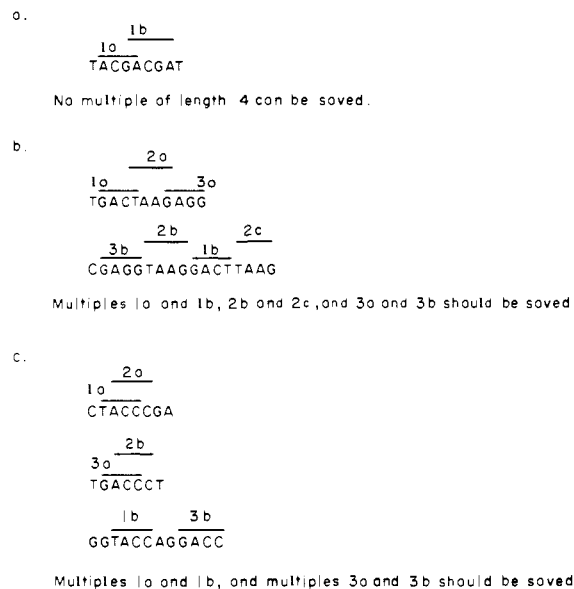 a.
1b
1a
TACGACGAT
No multiple of length 4 can be saved.
b.
2a
1a 3a
TGACTAAGAGG
2b 2c
3b 1b
CGAGGTAAGGACTTAAG
Multiples 1a and 1b, 2b and 2c, and 3a and 3b should be saved
c.
2a
1a
CTACCCGA
2b
3a
TGACCCT
1b 3b
GGTACCAGGACC
Multiples 1a and 1b, and multiples 3a and 3b should be saved